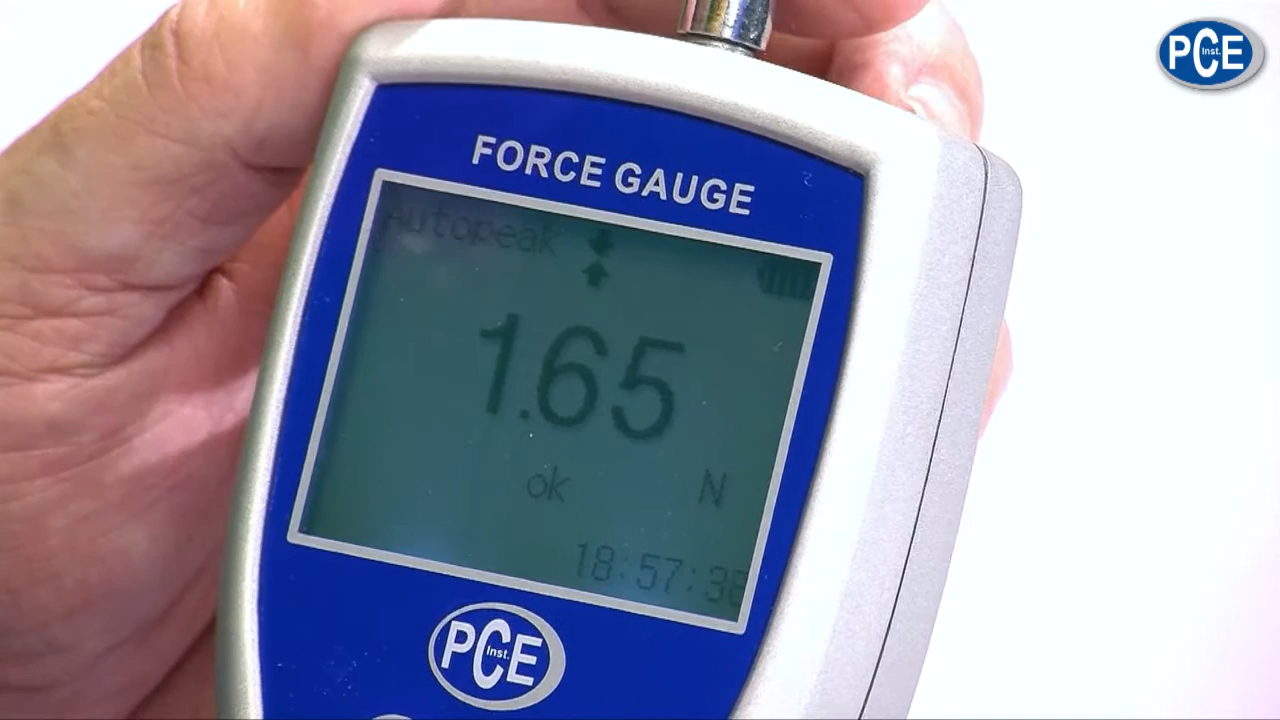 PCE
Inst.
FORCE GAUGE
Autopeak
1.65
ok N
18:57:38
PCE
Inst.